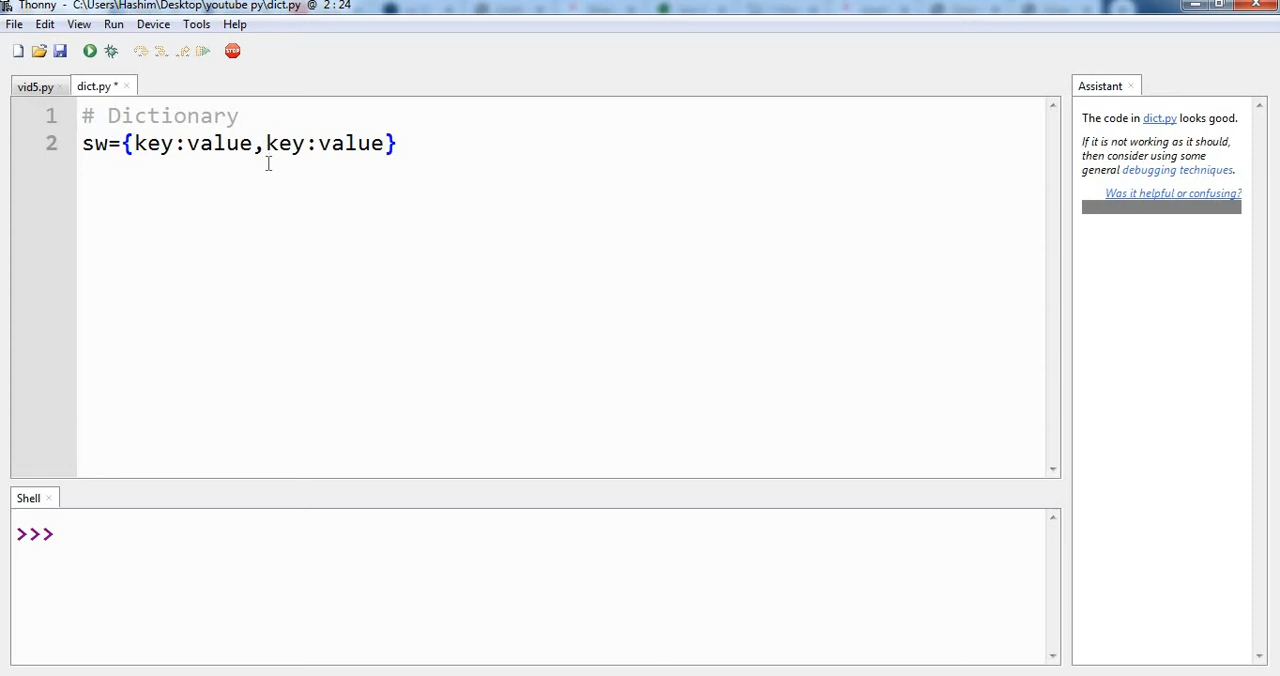 Thonny - C:\Users\Hashim\Desktop\youtube py\dict.py @ 2 : 24
File Edit View Run Device Tools Help
STOP
vid5.py × dict.py * ×
Assistant ×
1 # Dictionary
2 sw={key:value,key:value}
The code in dict.py looks good.
If it is not working as it should,
then consider using some
general debugging techniques.
Was it helpful or confusing?
Shell ×
>>>